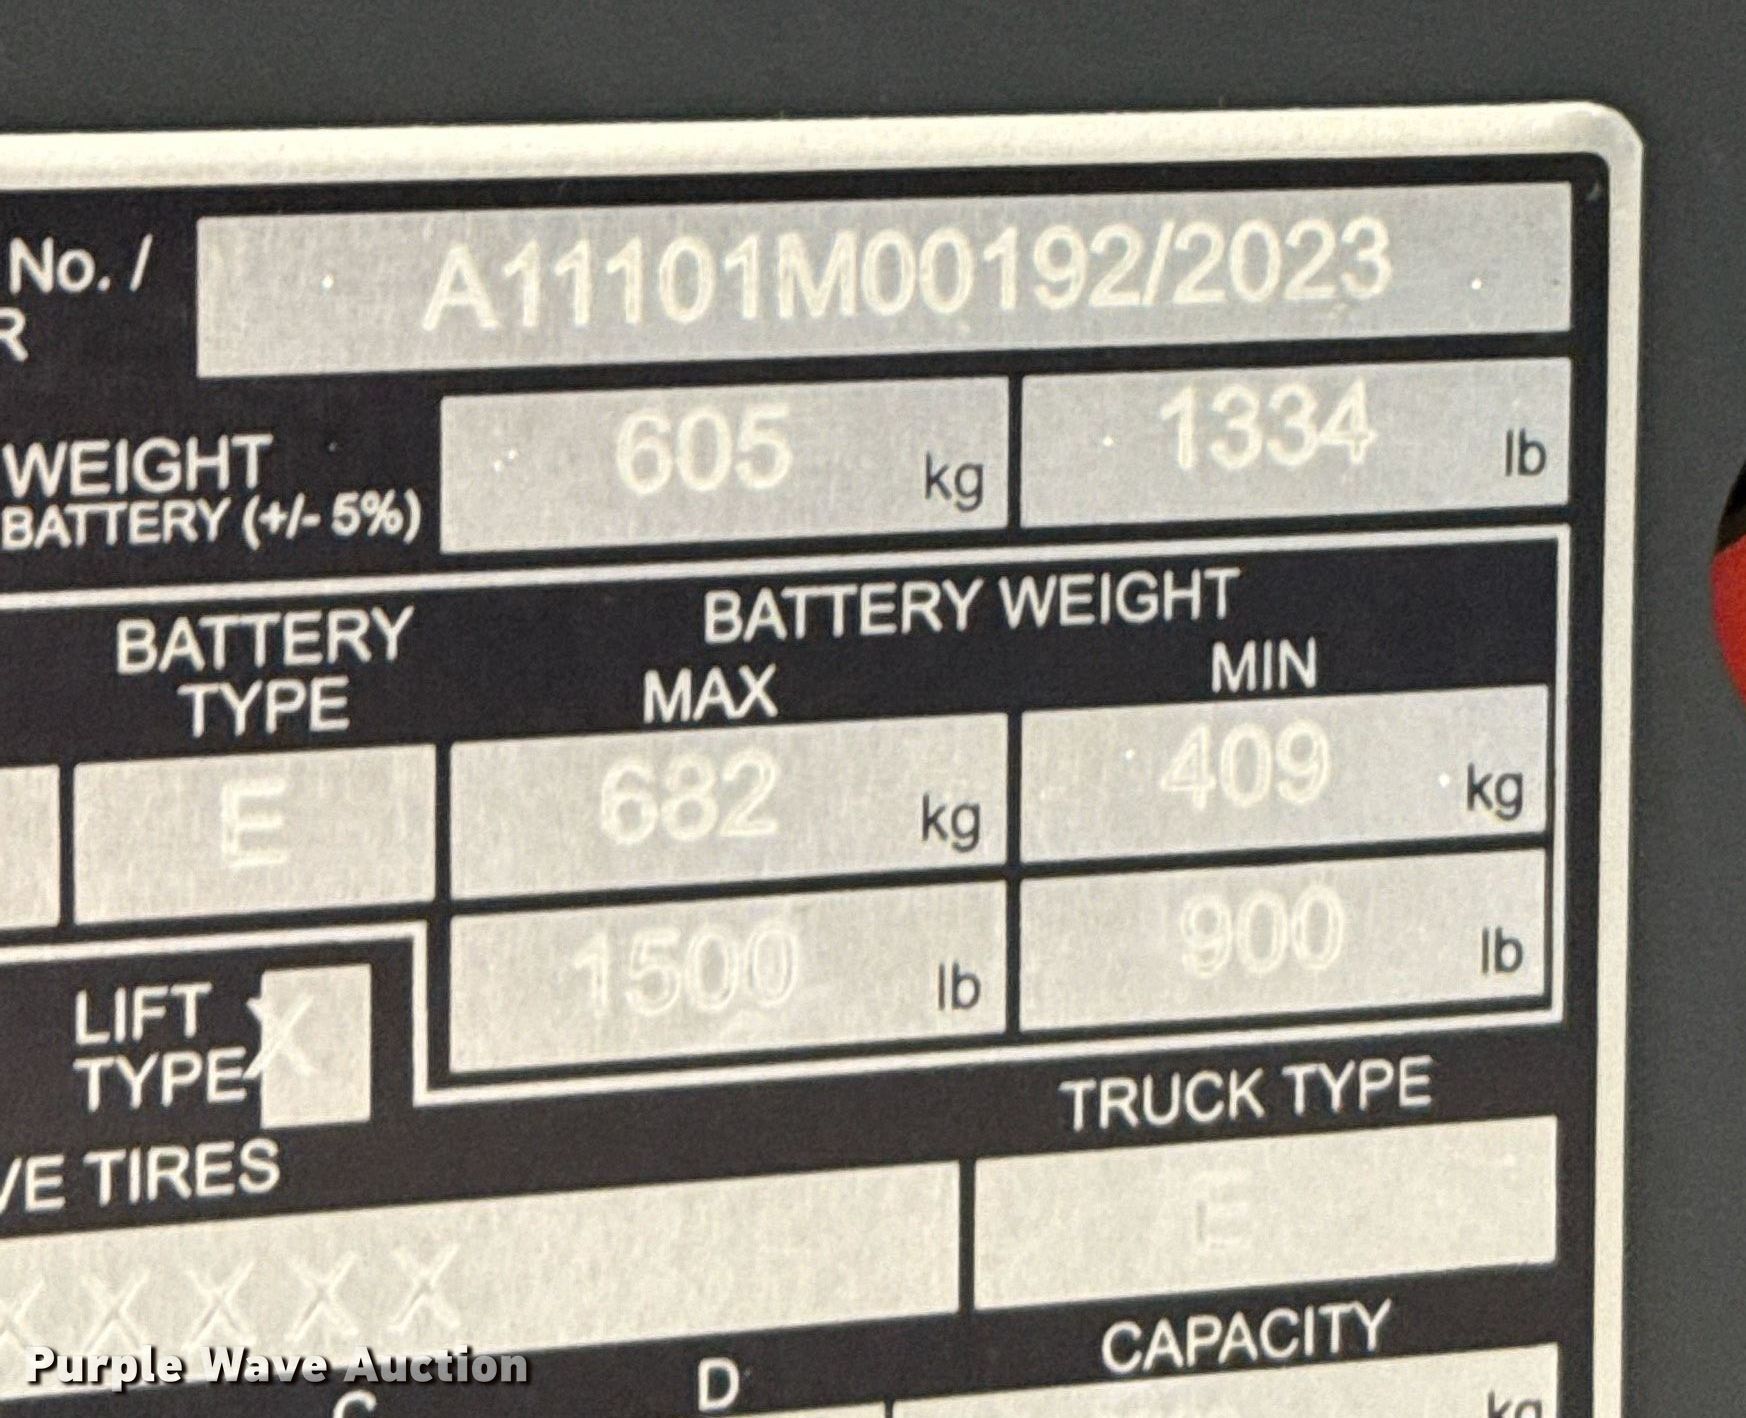 No. / A11101M00192/2023
R
WEIGHT 605 kg 1334 lb
BATTERY (+/- 5%)
BATTERY TYPE
BATTERY WEIGHT
MAX MIN
E 682 kg 409 kg
1500 lb 900 lb
LIFT TYPE X
TRUCK TYPE
VE TIRES
E
X X X X X
CAPACITY
C D
kg
Purple Wave Auction